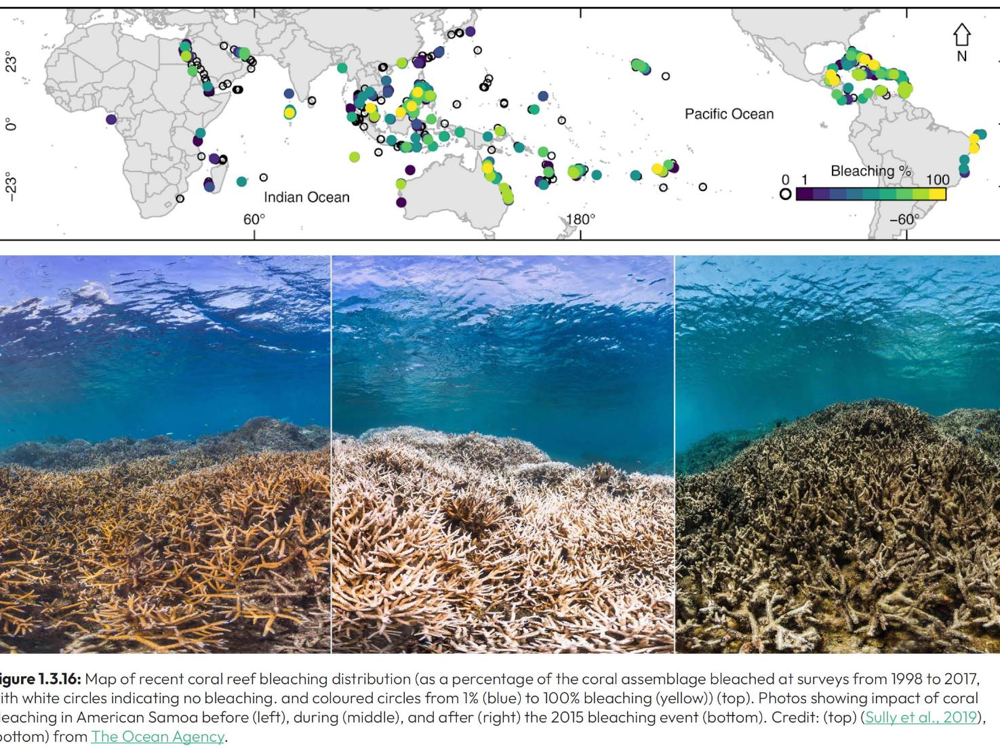 23°
0°
−23°
N
Pacific Ocean
Indian Ocean
Bleaching %
0 1 100
60° 180° −60°
igure 1.3.16: Map of recent coral reef bleaching distribution (as a percentage of the coral assemblage bleached at surveys from 1998 to 2017,
ith white circles indicating no bleaching. and coloured circles from 1% (blue) to 100% bleaching (yellow)) (top). Photos showing impact of coral
leaching in American Samoa before (left), during (middle), and after (right) the 2015 bleaching event (bottom). Credit: (top) (Sully et al., 2019),
bottom) from The Ocean Agency.